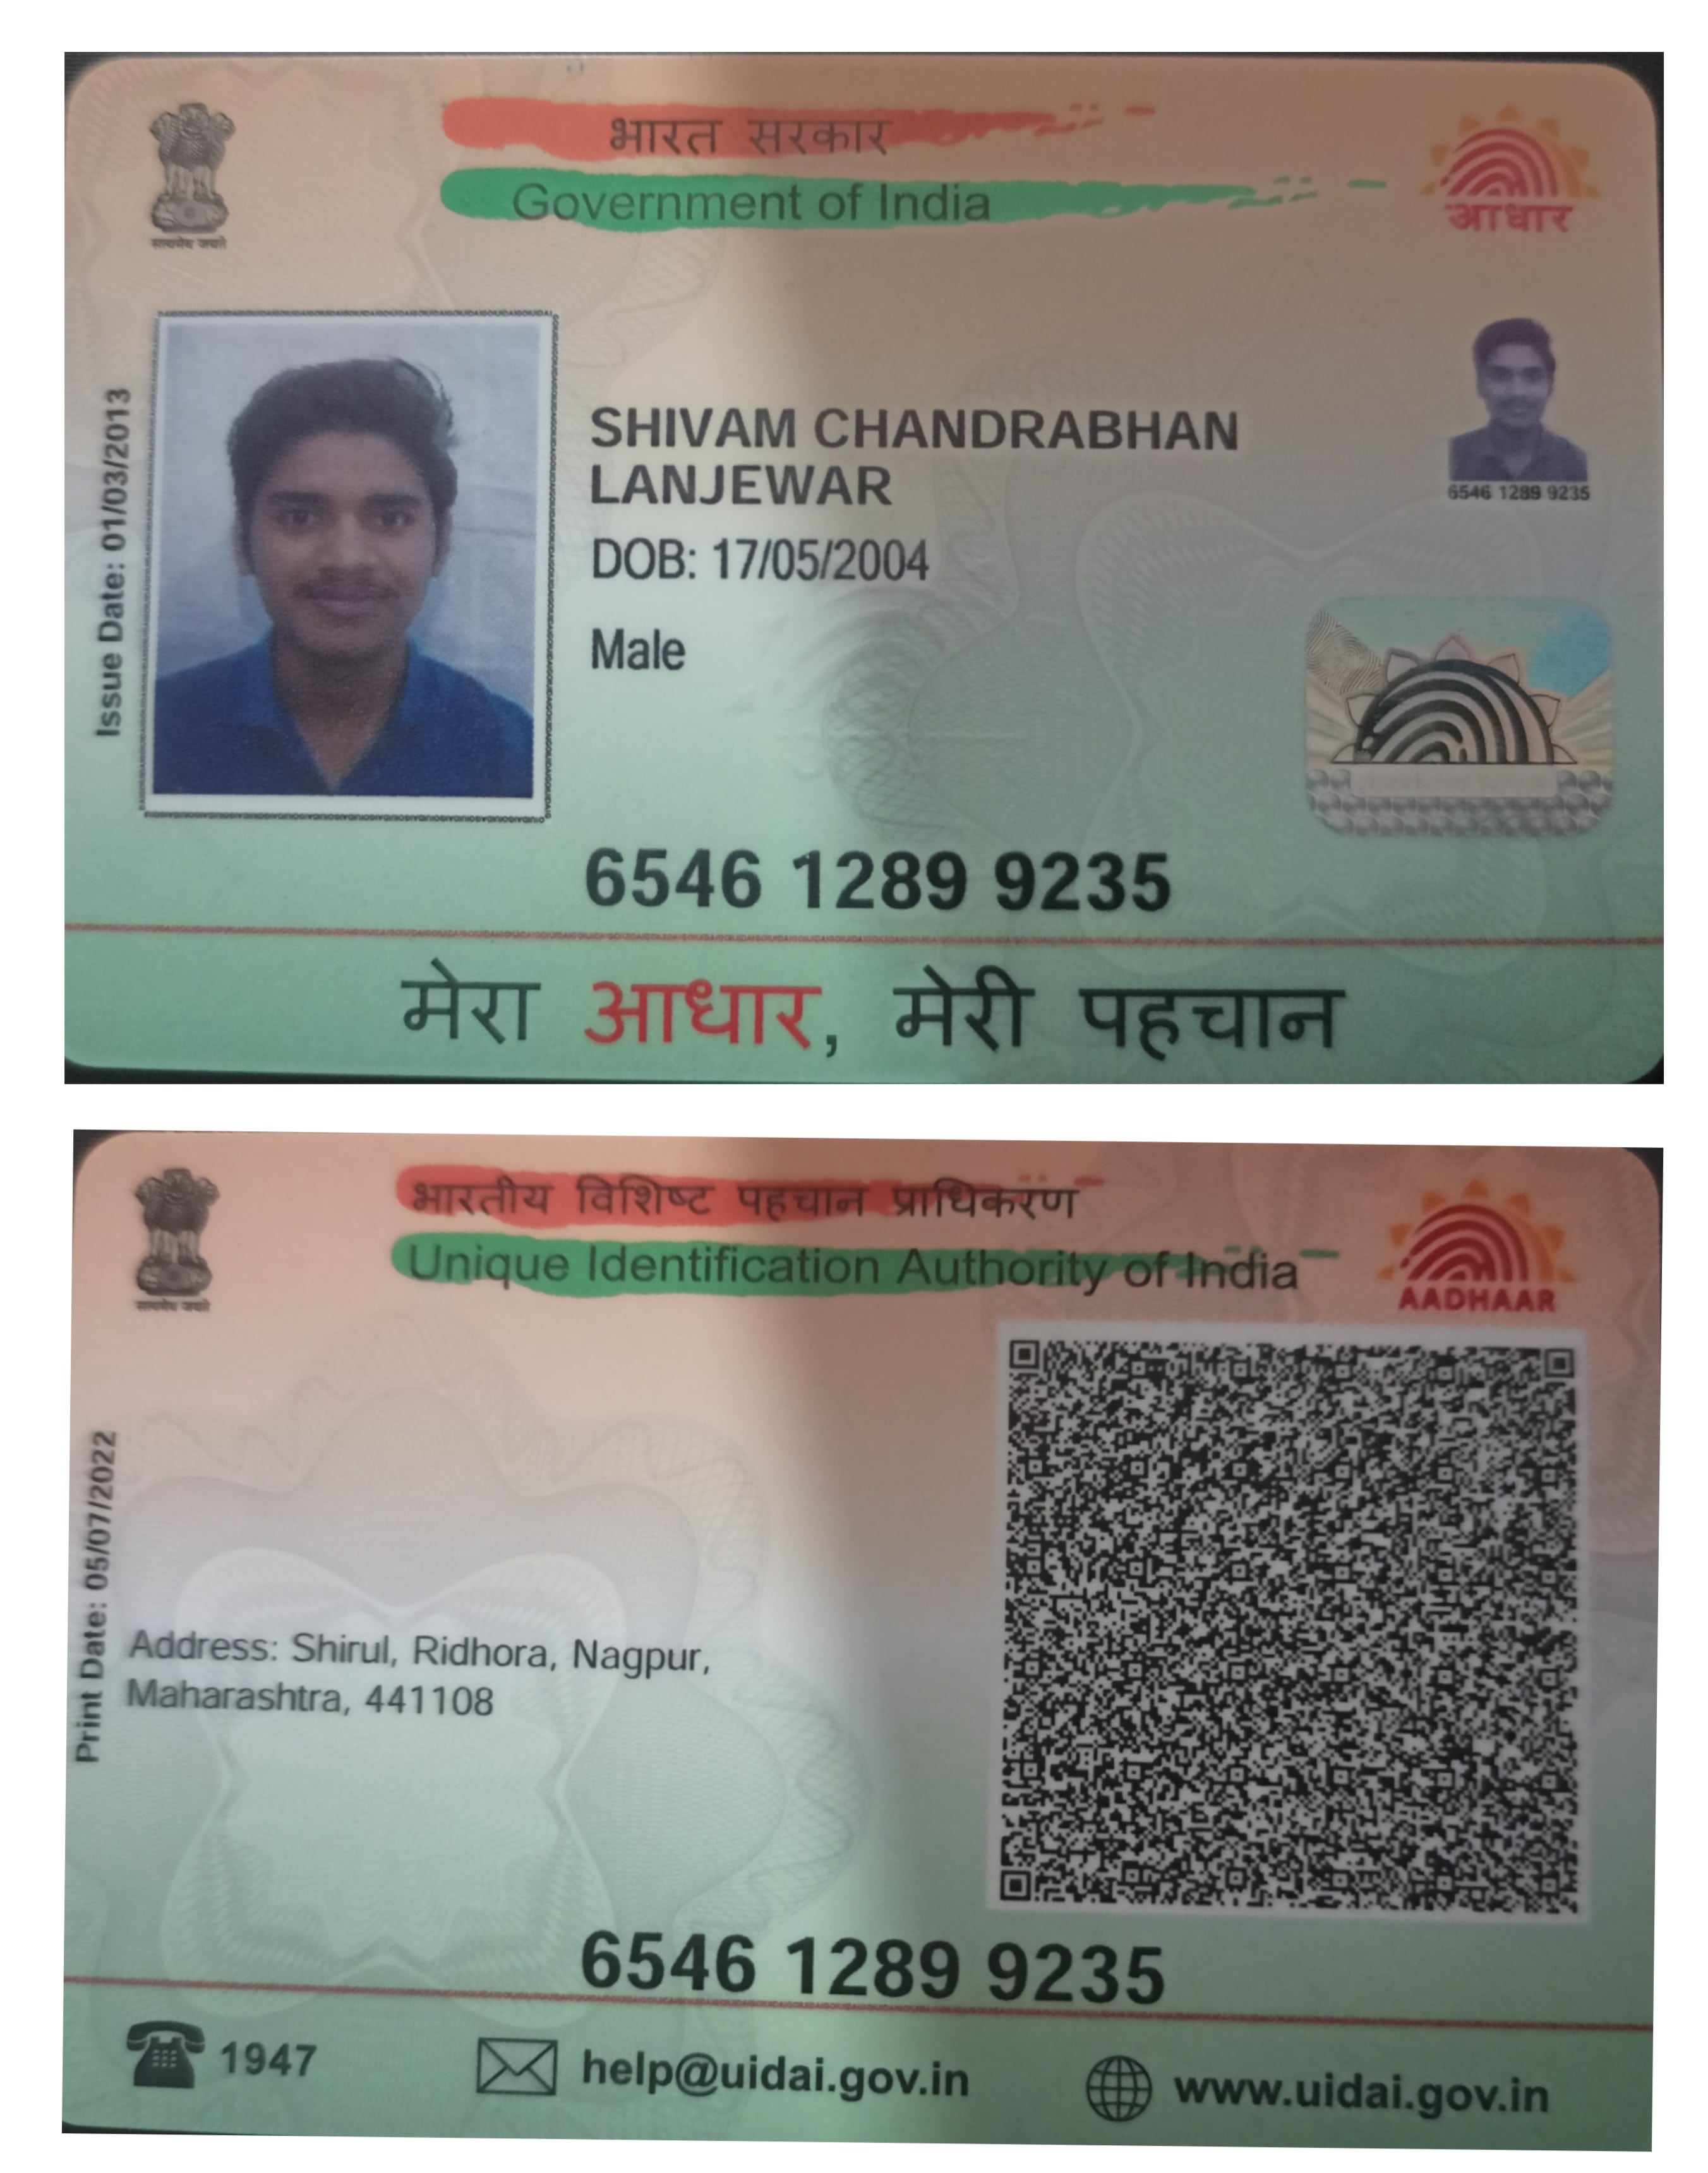 भारत सरकार
Government of India
आधार
सत्यमेव जयते
Issue Date: 01/03/2013
SHIVAM CHANDRABHAN
LANJEWAR
DOB: 17/05/2004
Male
6546 1289 9235
6546 1289 9235
मेरा आधार, मेरी पहचान
भारतीय विशिष्ट पहचान प्राधिकरण
Unique Identification Authority of India
सत्यमेव जयते
AADHAAR
Print Date: 05/07/2022
Address: Shirul, Ridhora, Nagpur,
Maharashtra, 441108
6546 1289 9235
1947
help@uidai.gov.in
www.uidai.gov.in